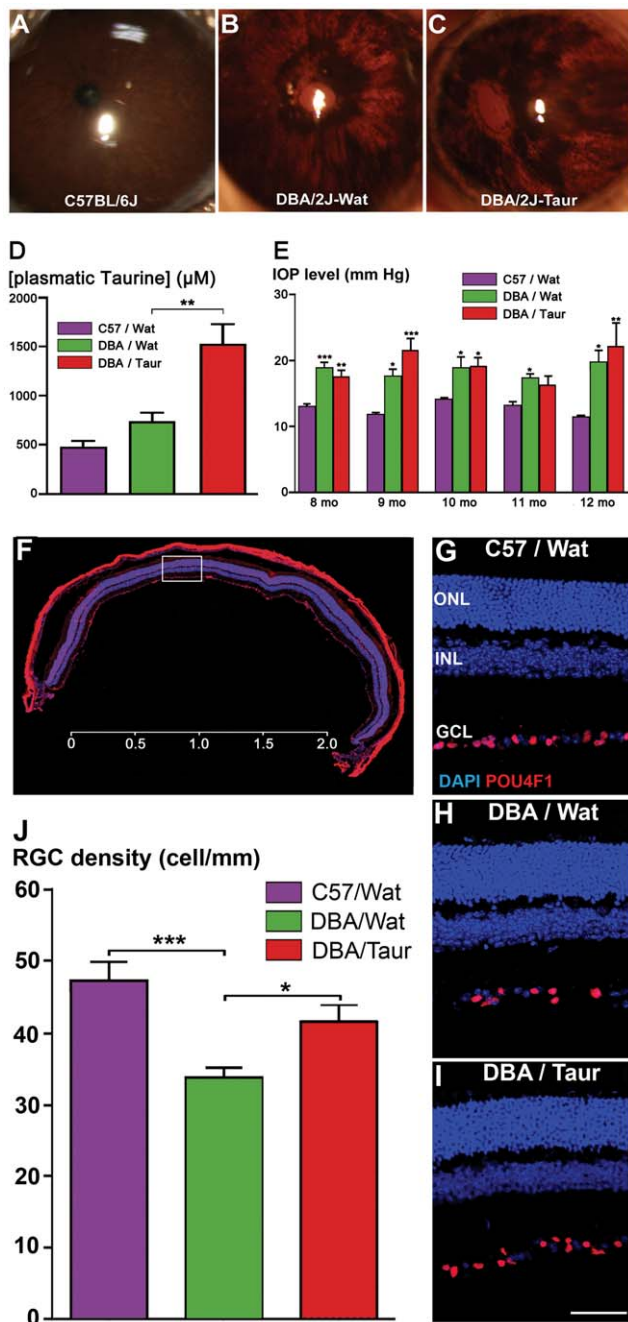 A
B
C
C57BL/6J
DBA/2J-Wat
DBA/2J-Taur
D
[plasmatic Taurine] (µM)
2000
1500
1000
500
0
C57 / Wat
DBA / Wat
DBA / Taur
**
E
IOP level (mm Hg)
30
20
10
0
C57 / Wat
DBA / Wat
DBA / Taur
*** **
* ***
* *
*
* **
8 mo 9 mo 10 mo 11 mo 12 mo
F
0 0.5 1.0 1.5 2.0
G C57 / Wat
ONL
INL
GCL
DAPI POU4F1
H DBA / Wat
I DBA / Taur
J
RGC density (cell/mm)
60
50
40
30
20
10
0
C57/Wat
DBA/Wat
DBA/Taur
***
*